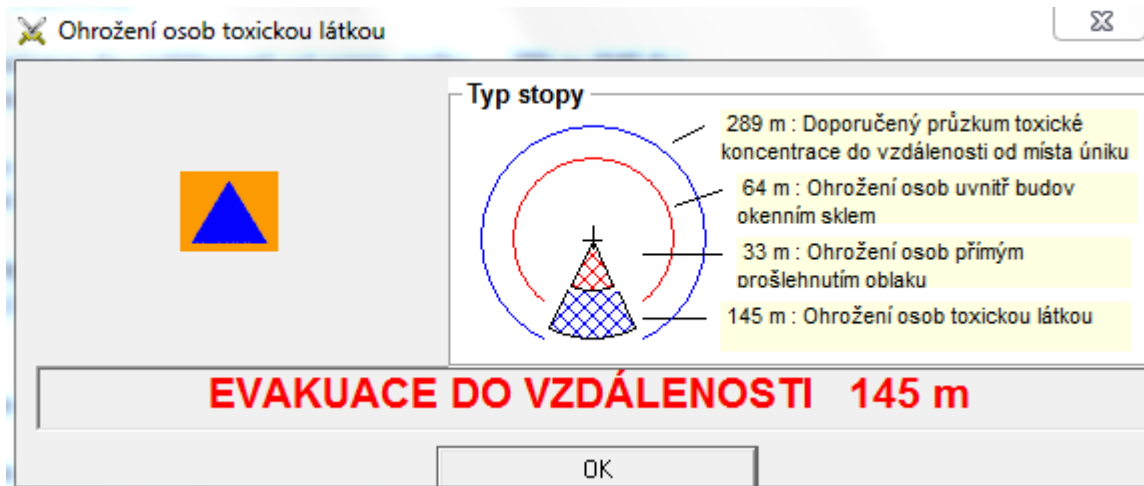 Ohrožení osob toxickou látkou
Typ stopy
289 m : Doporučený průzkum toxické
koncentrace do vzdálenosti od místa úniku
64 m : Ohrožení osob uvnitř budov
okenním sklem
33 m : Ohrožení osob přímým
prošlehnutím oblaku
145 m : Ohrožení osob toxickou látkou
EVAKUACE DO VZDÁLENOSTI 145 m
OK